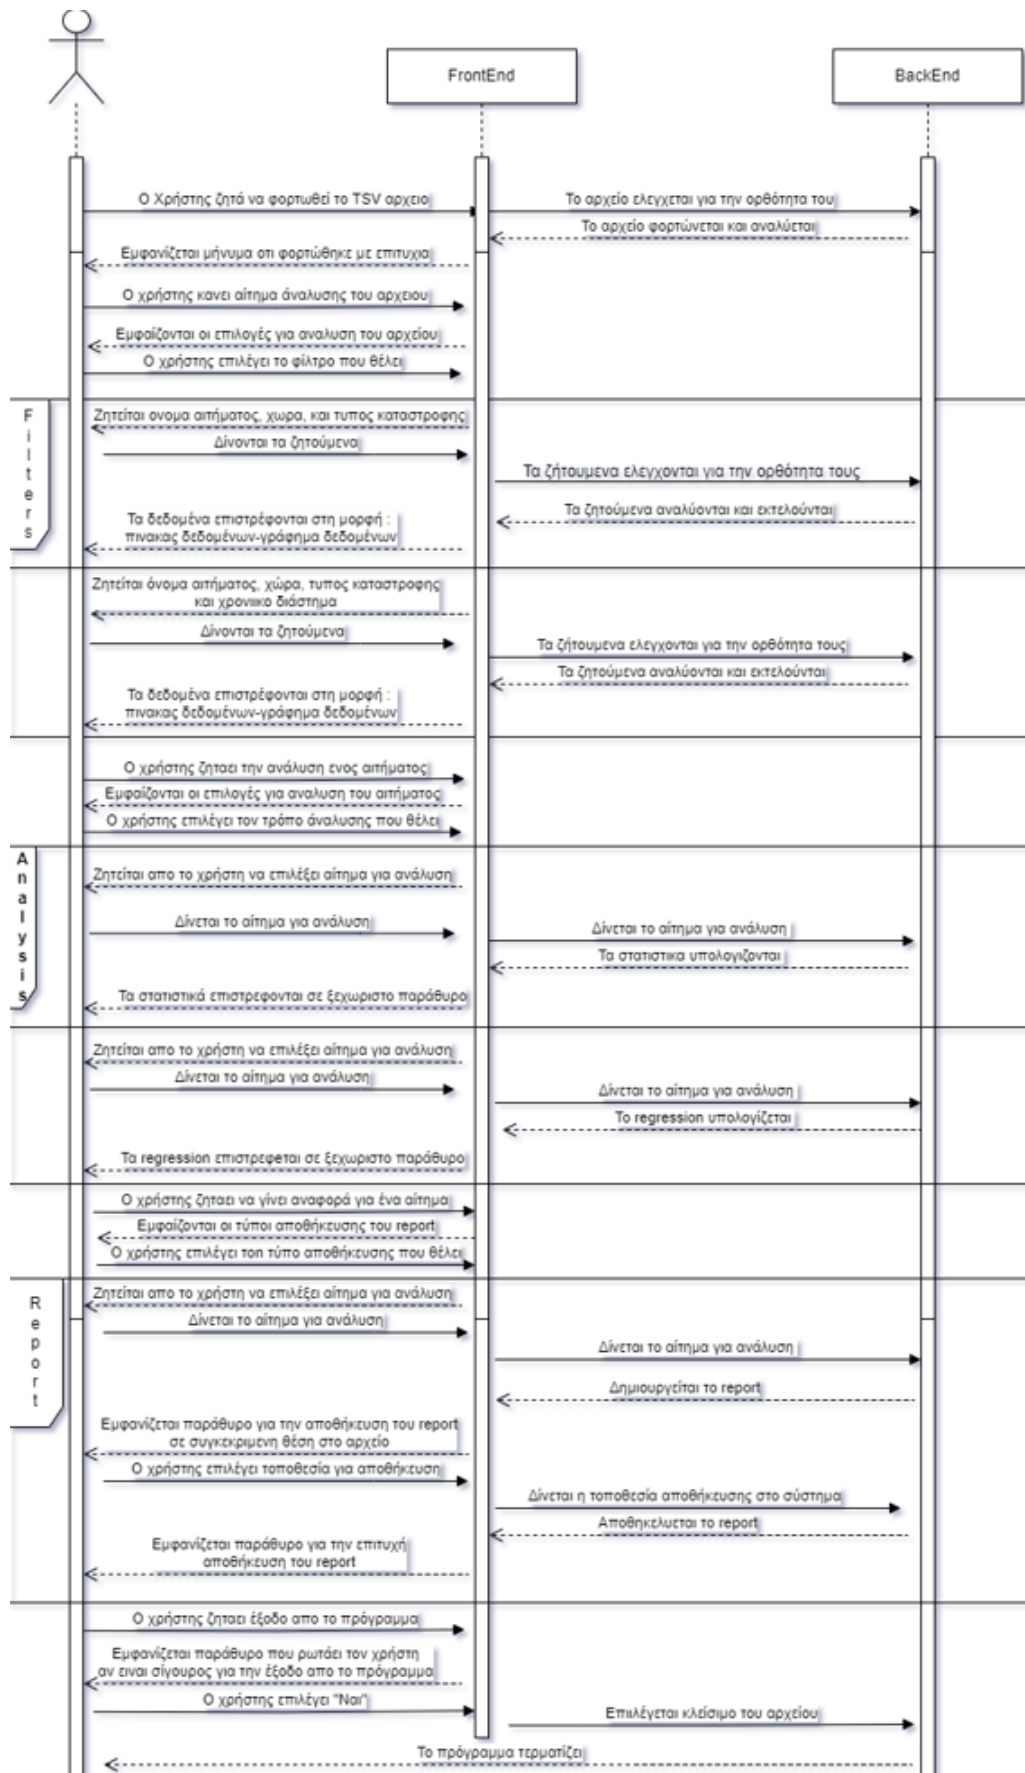 FrontEnd
BackEnd
Ο Χρήστης ζητά να φορτωθεί το TSV αρχειο
Το αρχείο ελεγχεται για την ορθότητα του
Το αρχείο φορτώνεται και αναλύεται
Εμφανίζεται μήνυμα οτι φορτώθηκε με επιτυχια
Ο χρήστης κανει αίτημα άναλυσης του αρχειου
Εμφαίζονται οι επιλογές για αναλυση του αρχείου
Ο χρήστης επιλέγει το φίλτρο που θέλει
Filters
Ζητείται ονομα αιτήματος, χωρα, και τυπος καταστροφης
Δίνονται τα ζητούμενα
Τα ζήτουμενα ελεγχονται για την ορθότητα τους
Τα ζητούμενα αναλύονται και εκτελούνται
Τα δεδομένα επιστρέφονται στη μορφή :
πινακας δεδομένων-γράφημα δεδομένων
Ζητείται όνομα αιτήματος, χώρα, τυπος καταστροφης
και χρονιικο διάστημα
Δίνονται τα ζητούμενα
Τα ζήτουμενα ελεγχονται για την ορθότητα τους
Τα ζητούμενα αναλύονται και εκτελούνται
Τα δεδομένα επιστρέφονται στη μορφή :
πινακας δεδομένων-γράφημα δεδομένων
Ο χρήστης ζηταει την ανάλυση ενος αιτήματος
Εμφαίζονται οι επιλογές για αναλυση του αιτήματος
Ο χρήστης επιλέγει τον τρόπο άναλυσης που θέλει
Analysis
Ζητείται απο το χρήστη να επιλέξει αίτημα για ανάλυση
Δίνεται το αίτημα για ανάλυση
Δίνεται το αίτημα για ανάλυση
Τα στατιστικα υπολογιζονται
Τα στατιστικά επιστρεφονται σε ξεχωριστο παράθυρο
Ζητείται απο το χρήστη να επιλέξει αίτημα για ανάλυση
Δίνεται το αίτημα για ανάλυση
Δίνεται το αίτημα για ανάλυση
Το regression υπολογίζεται
Τα regression επιστρεφεται σε ξεχωριστο παράθυρο
Ο χρήστης ζηταει να γίνει αναφορά για ένα αίτημα
Εμφαίζονται οι τύποι αποθήκευσης του report
Ο χρήστης επιλέγει τοn τύπο αποθήκευσης που θέλει
Report
Ζητείται απο το χρήστη να επιλέξει αίτημα για ανάλυση
Δίνεται το αίτημα για ανάλυση
Δίνεται το αίτημα για ανάλυση
Δημιουργείται το report
Εμφανίζεται παράθυρο για την αποθήκευση του report
σε συγκεκριμενη θέση στο αρχείο
Ο χρήστης επιλέγει τοποθεσία για αποθήκευση
Δίνεται η τοποθεσία αποθήκευσης στο σύστημα
Αποθηκελυεται το report
Εμφανίζεται παράθυρο για την επιτυχή
αποθήκευση του report
Ο χρήστης ζηταει έξοδο απο το πρόγραμμα
Εμφανίζεται παράθυρο που ρωτάει τον χρήστη
αν ειναι σίγουρος για την έξοδο απο το πρόγραμμα
Ο χρήστης επιλέγει "Ναι"
Επιιλέγεται κλείσιμο του αρχείου
Το πρόγραμμα τερματίζει